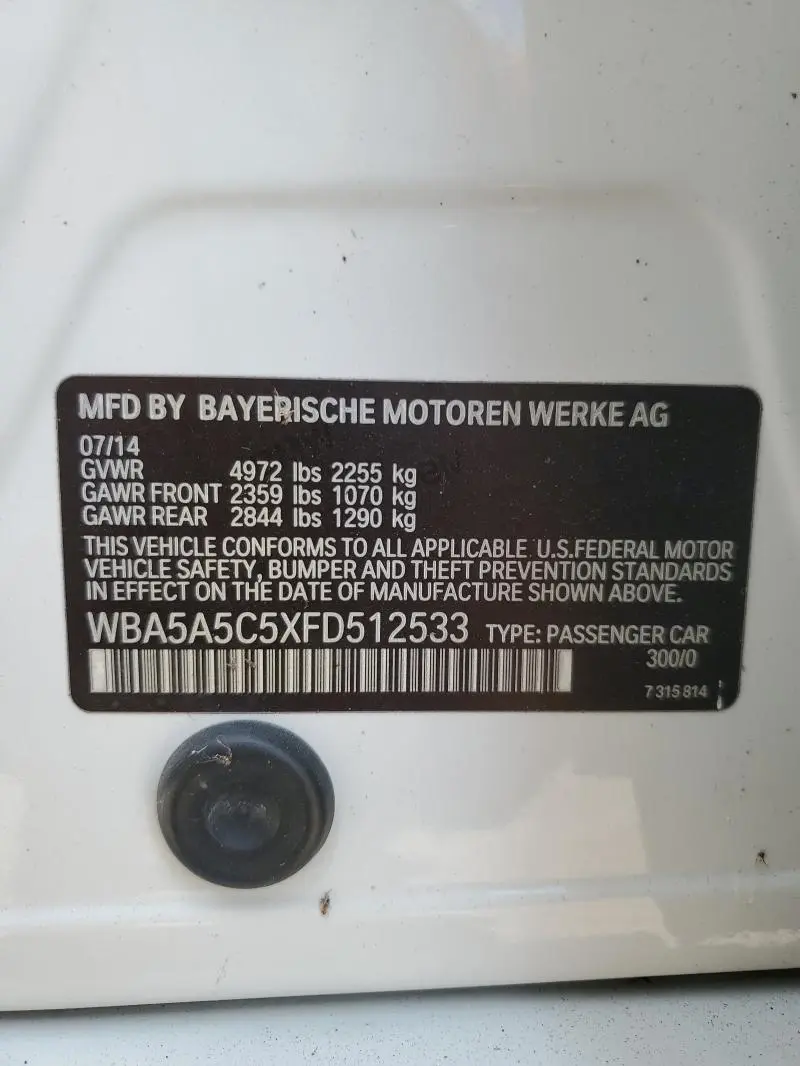 MFD BY BAYERISCHE MOTOREN WERKE AG
07/14
GVWR 4972 lbs 2255 kg
GAWR FRONT 2359 lbs 1070 kg
GAWR REAR 2844 lbs 1290 kg
THIS VEHICLE CONFORMS TO ALL APPLICABLE U.S.FEDERAL MOTOR
VEHICLE SAFETY, BUMPER AND THEFT PREVENTION STANDARDS
IN EFFECT ON THE DATE OF MANUFACTURE SHOWN ABOVE.
WBA5A5C5XFD512533 TYPE: PASSENGER CAR
300/0
7 315 814